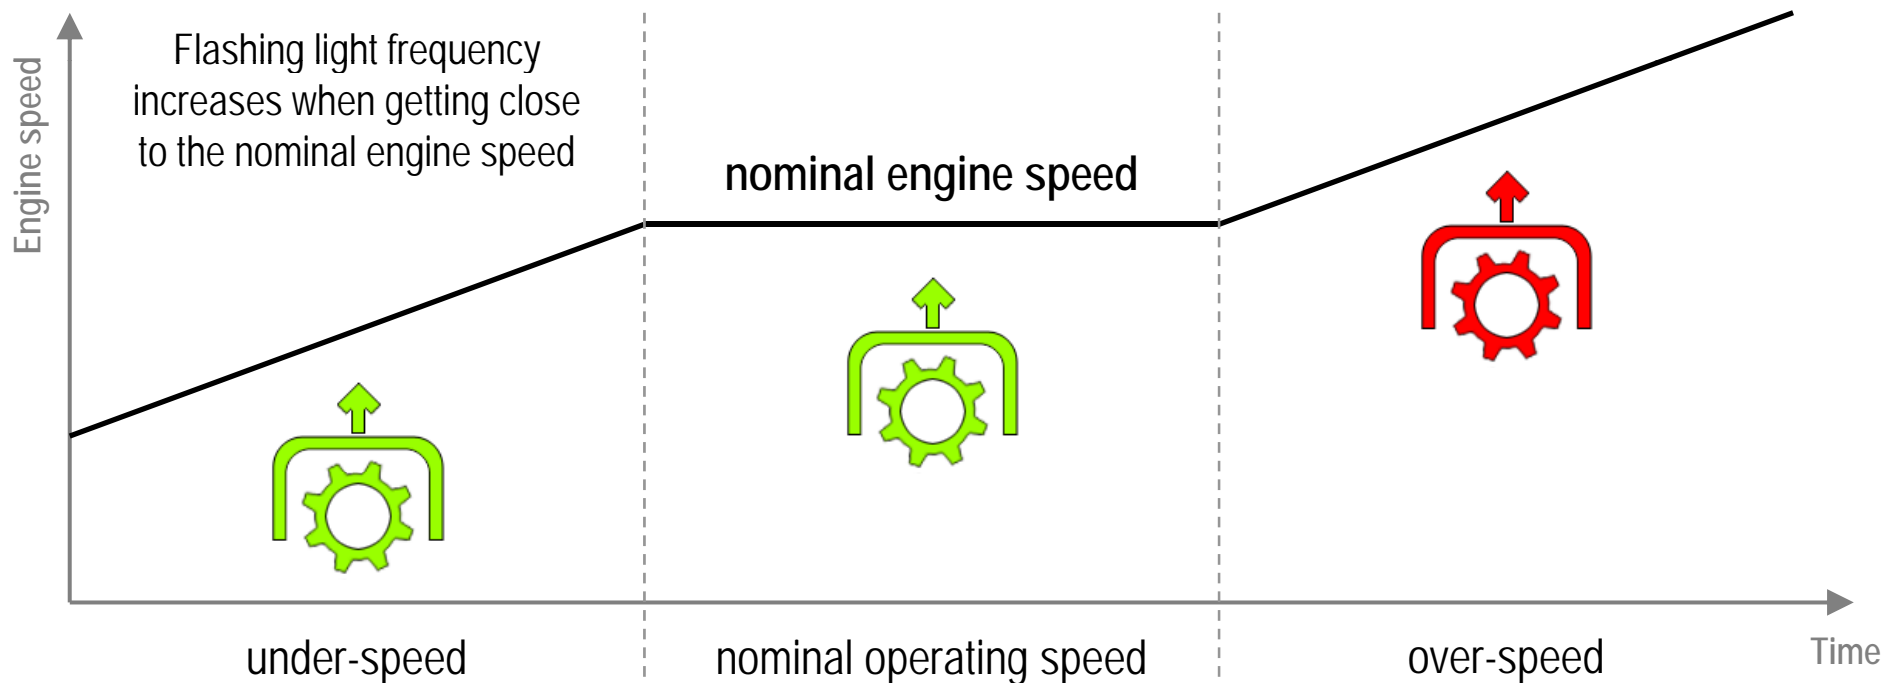 Flashing light frequency
increases when getting close
to the nominal engine speed
Engine speed
nominal engine speed
under-speed
nominal operating speed
over-speed
Time